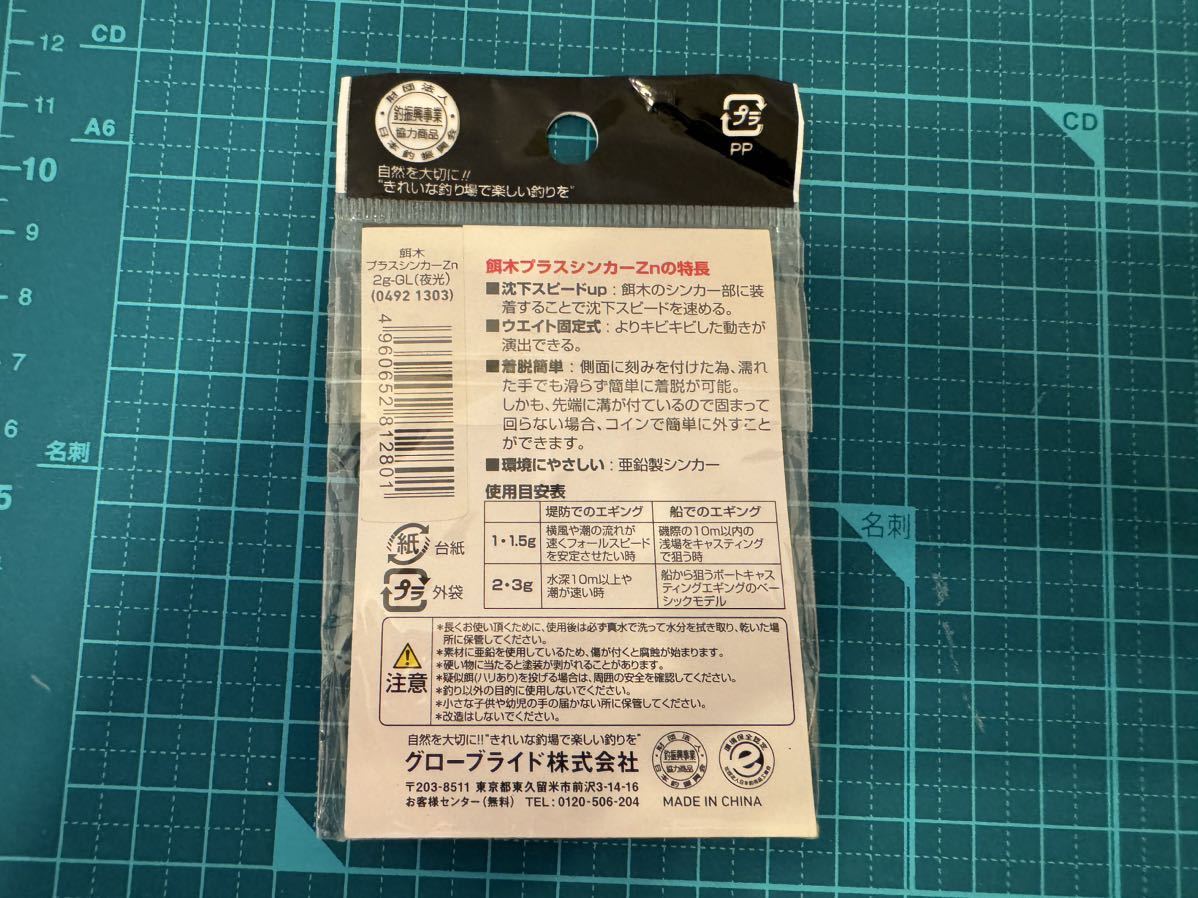 12
CD
11
A6
10
9
8
7
6
名刺
5
CD
名刺
財団法人
釣振興事業
協力商品
日本釣振興会
プラ
PP
自然を大切に!!
"きれいな釣り場で楽しい釣りを"
餌木
プラスシンカーZn
2g-GL(夜光)
(0492 1303)
4960652812801
餌木プラスシンカーZnの特長
■沈下スピードup：餌木のシンカー部に装
着することで沈下スピードを速める。
■ウエイト固定式：よりキビキビした動きが
演出できる。
■着脱簡単：側面に刻みを付けた為、濡れ
た手でも滑らず簡単に着脱が可能。
しかも、先端に溝が付ているので固まって
回らない場合、コインで簡単に外すこと
ができます。
■環境にやさしい：亜鉛製シンカー
使用目安表
堤防でのエギング 船でのエギング
1・1.5g
横風や潮の流れが
速くフォールスピード
を安定させたい時
磯際の10m以内の
浅場をキャスティング
で狙う時
2・3g
水深10m以上や
潮が速い時
船から狙うボートキャス
ティングエギングのベー
シックモデル
紙 台紙
プラ 外袋
注意
*長くお使い頂くために、使用後は必ず真水で洗って水分を拭き取り、乾いた場
所に保管してください。
*素材に亜鉛を使用しているため、傷が付くと腐蝕が始まります。
*硬い物に当たると塗装が剥がれることがあります。
*疑似餌(ハリあり)を投げる場合は、周囲の安全を確認してください。
*釣り以外の目的に使用しないでください。
*小さな子供や幼児の手の届かない所に保管してください。
*改造はしないでください。
自然を大切に!!"きれいな釣場で楽しい釣りを"
グローブライド株式会社
〒203-8511 東京都東久留米市前沢3-14-16
お客様センター(無料) TEL：0120-506-204
財団法人
釣振興事業
協力商品
日本釣振興会
環境保全認定
MADE IN CHINA